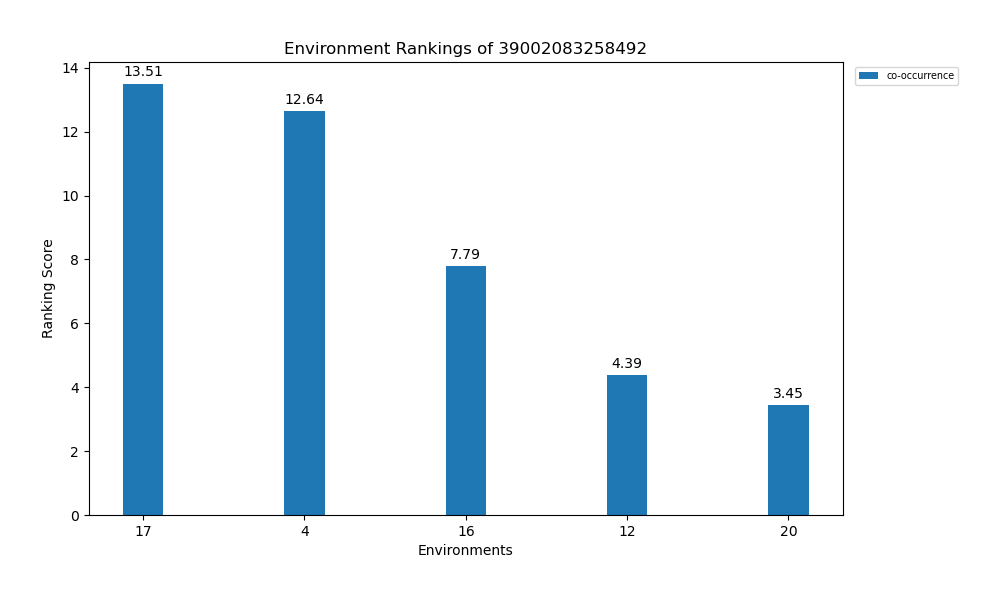 Environment Rankings of 39002083258492
co-occurrence
Ranking Score
14
12
10
8
6
4
2
0
13.51
12.64
7.79
4.39
3.45
17 4 16 12 20
Environments